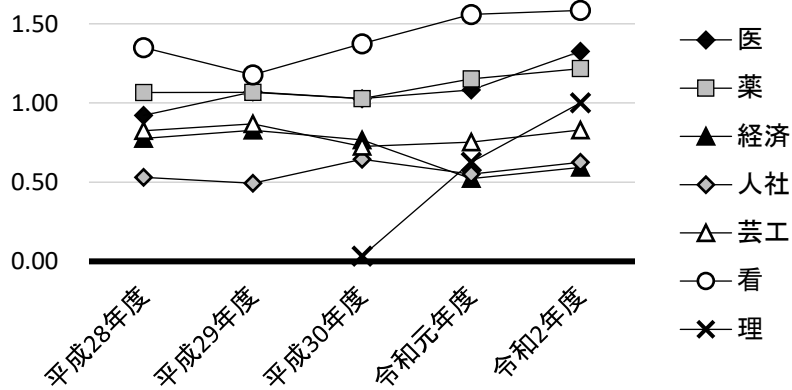 1.50
1.00
0.50
0.00
平成28年度
平成29年度
平成30年度
令和元年度
令和2年度
医
薬
経済
人社
芸工
看
理